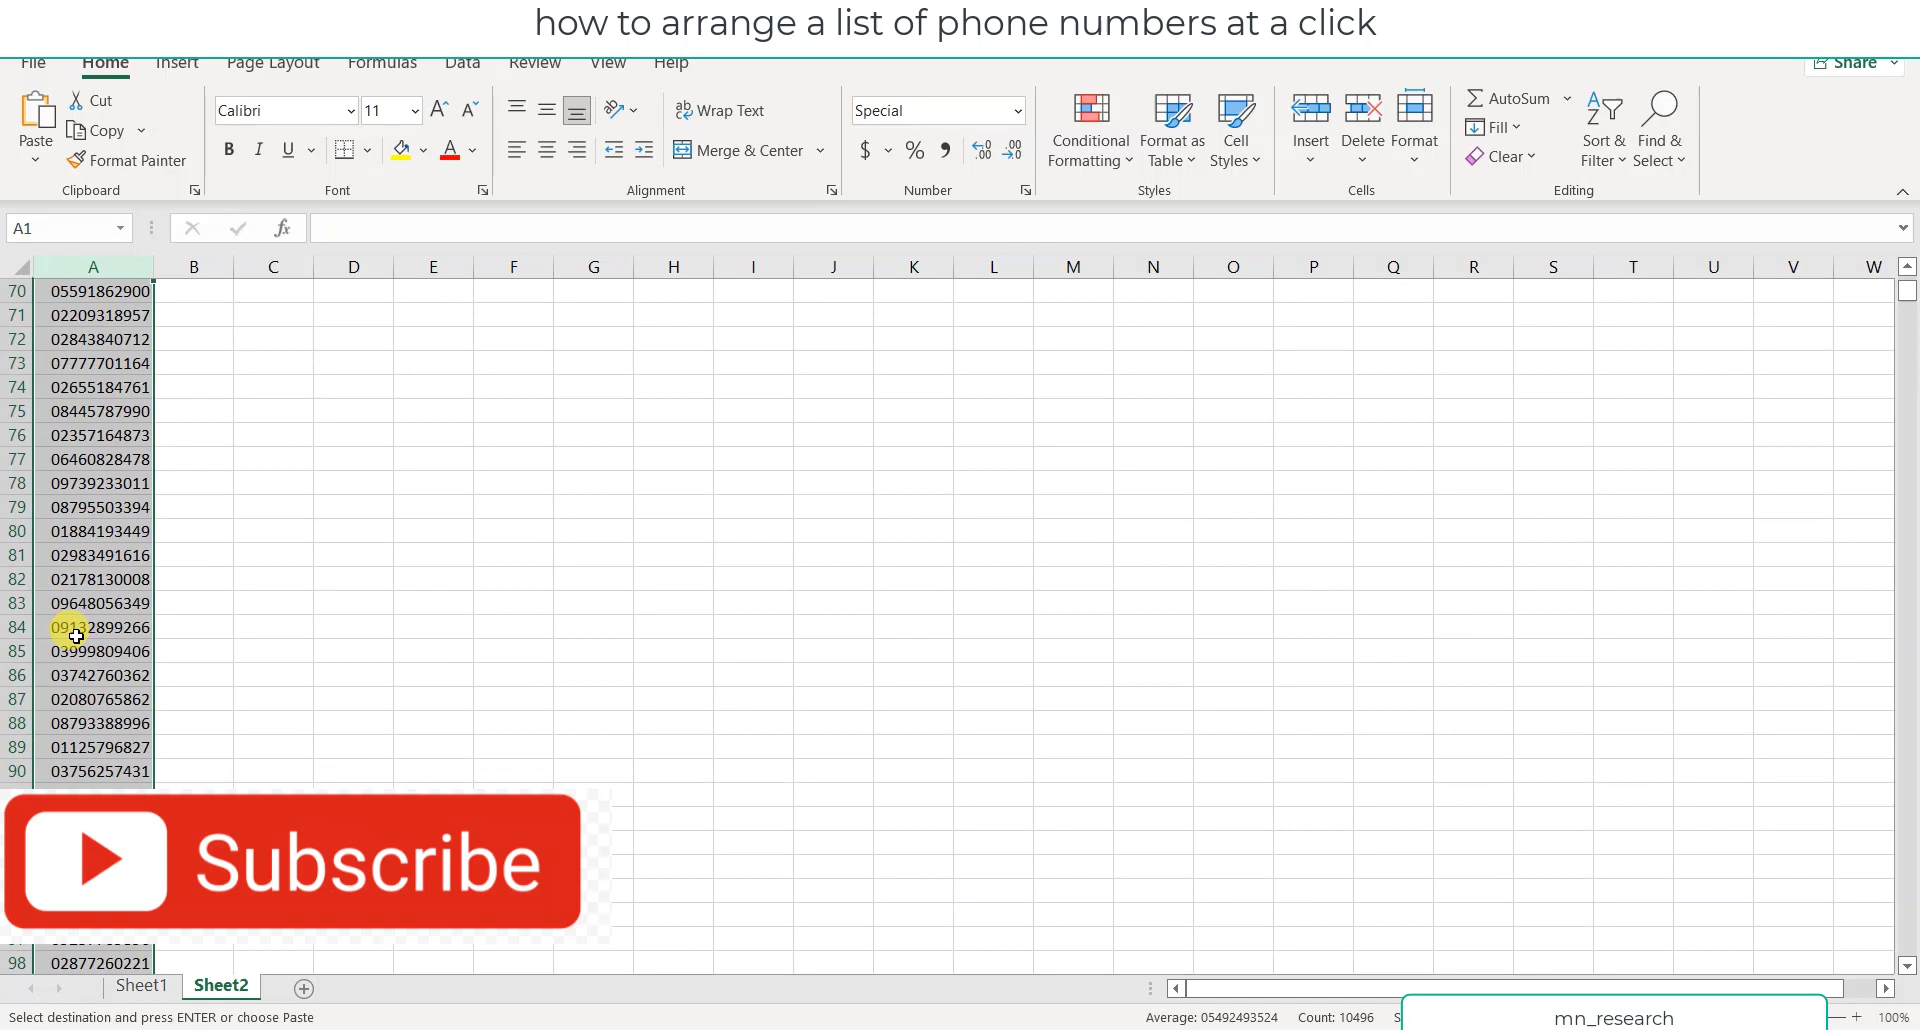 how to arrange a list of phone numbers at a click
File Home Insert Page Layout Formulas Data Review View Help Share
Cut
Copy
Format Painter
Paste
Clipboard
Calibri 11
B I U A
Font
Wrap Text
Merge & Center
Alignment
Special
$ % , .00
Number
Conditional Formatting
Format as Table
Cell Styles
Styles
Insert Delete Format
Cells
AutoSum
Fill
Clear
Sort & Filter
Find & Select
Editing
A1 fx
A B C D E F G H I J K L M N O P Q R S T U V W
70 05591862900
71 02209318957
72 02843840712
73 07777701164
74 02655184761
75 08445787990
76 02357164873
77 06460828478
78 09739233011
79 08795503394
80 01884193449
81 02983491616
82 02178130008
83 09648056349
84 09132899266
85 03999809406
86 03742760362
87 02080765862
88 08793388996
89 01125796827
90 03756257431
Subscribe
98 02877260221
Sheet1 Sheet2
Select destination and press ENTER or choose Paste
Average: 05492493524 Count: 10496
mn_research
100%